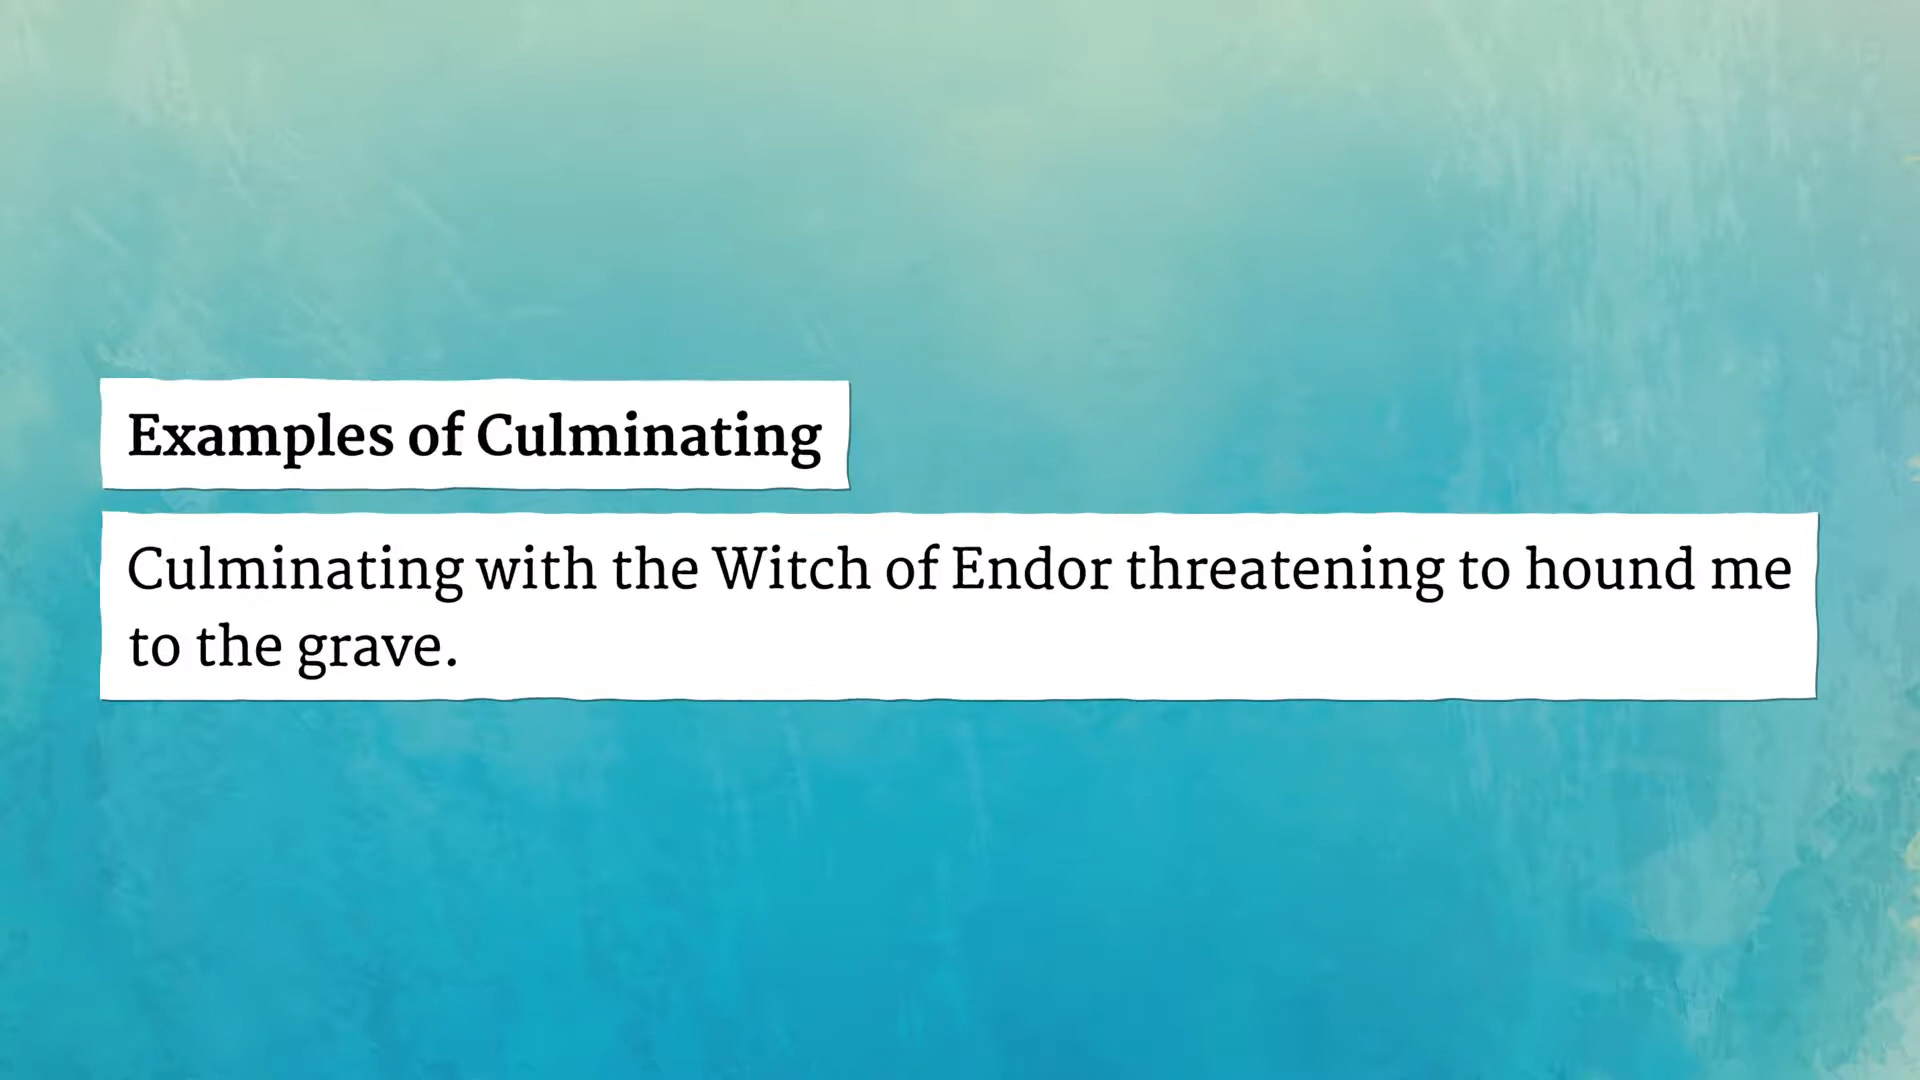 Examples of Culminating
Culminating with the Witch of Endor threatening to hound me
to the grave.